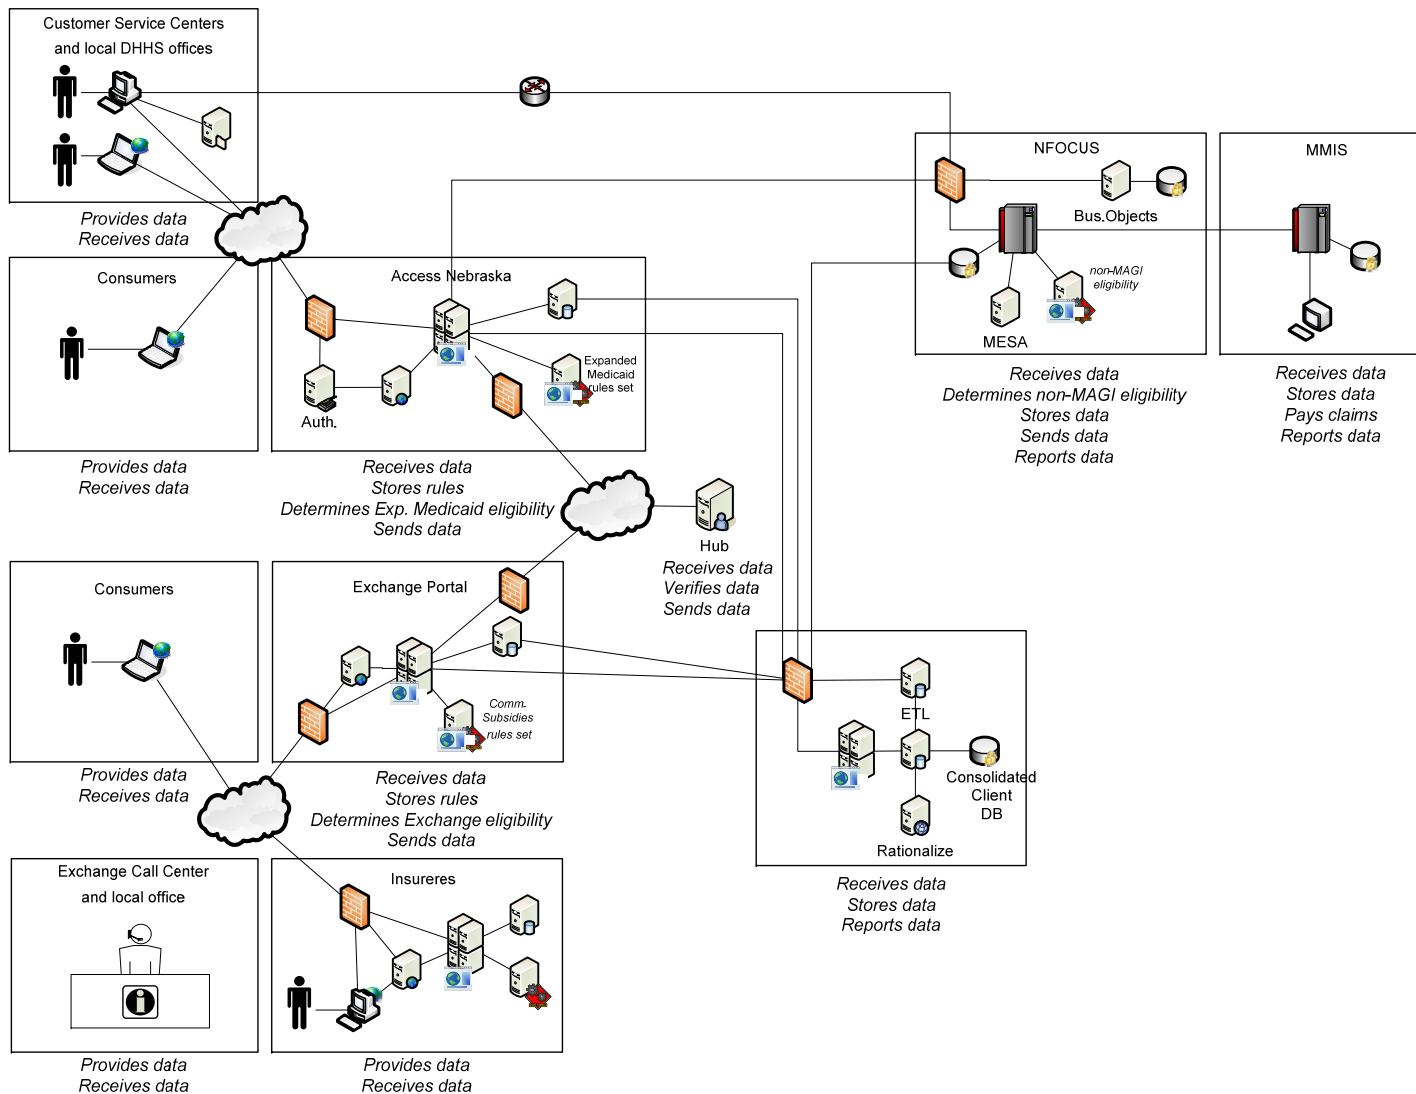 Customer Service Centers
and local DHHS offices
Provides data
Receives data
NFOCUS
Bus.Objects
non-MAGI
eligibility
MESA
Receives data
Determines non-MAGI eligibility
Stores data
Sends data
Reports data
MMIS
Receives data
Stores data
Pays claims
Reports data
Consumers
Provides data
Receives data
Access Nebraska
Expanded
Medicaid
rules set
Auth.
Receives data
Stores rules
Determines Exp. Medicaid eligibility
Sends data
Hub
Receives data
Verifies data
Sends data
Consumers
Provides data
Receives data
Exchange Portal
Comm.
Subsidies
rules set
Receives data
Stores rules
Determines Exchange eligibility
Sends data
ETL
Consolidated
Client
DB
Rationalize
Receives data
Stores data
Reports data
Exchange Call Center
and local office
Provides data
Receives data
Insureres
Provides data
Receives data